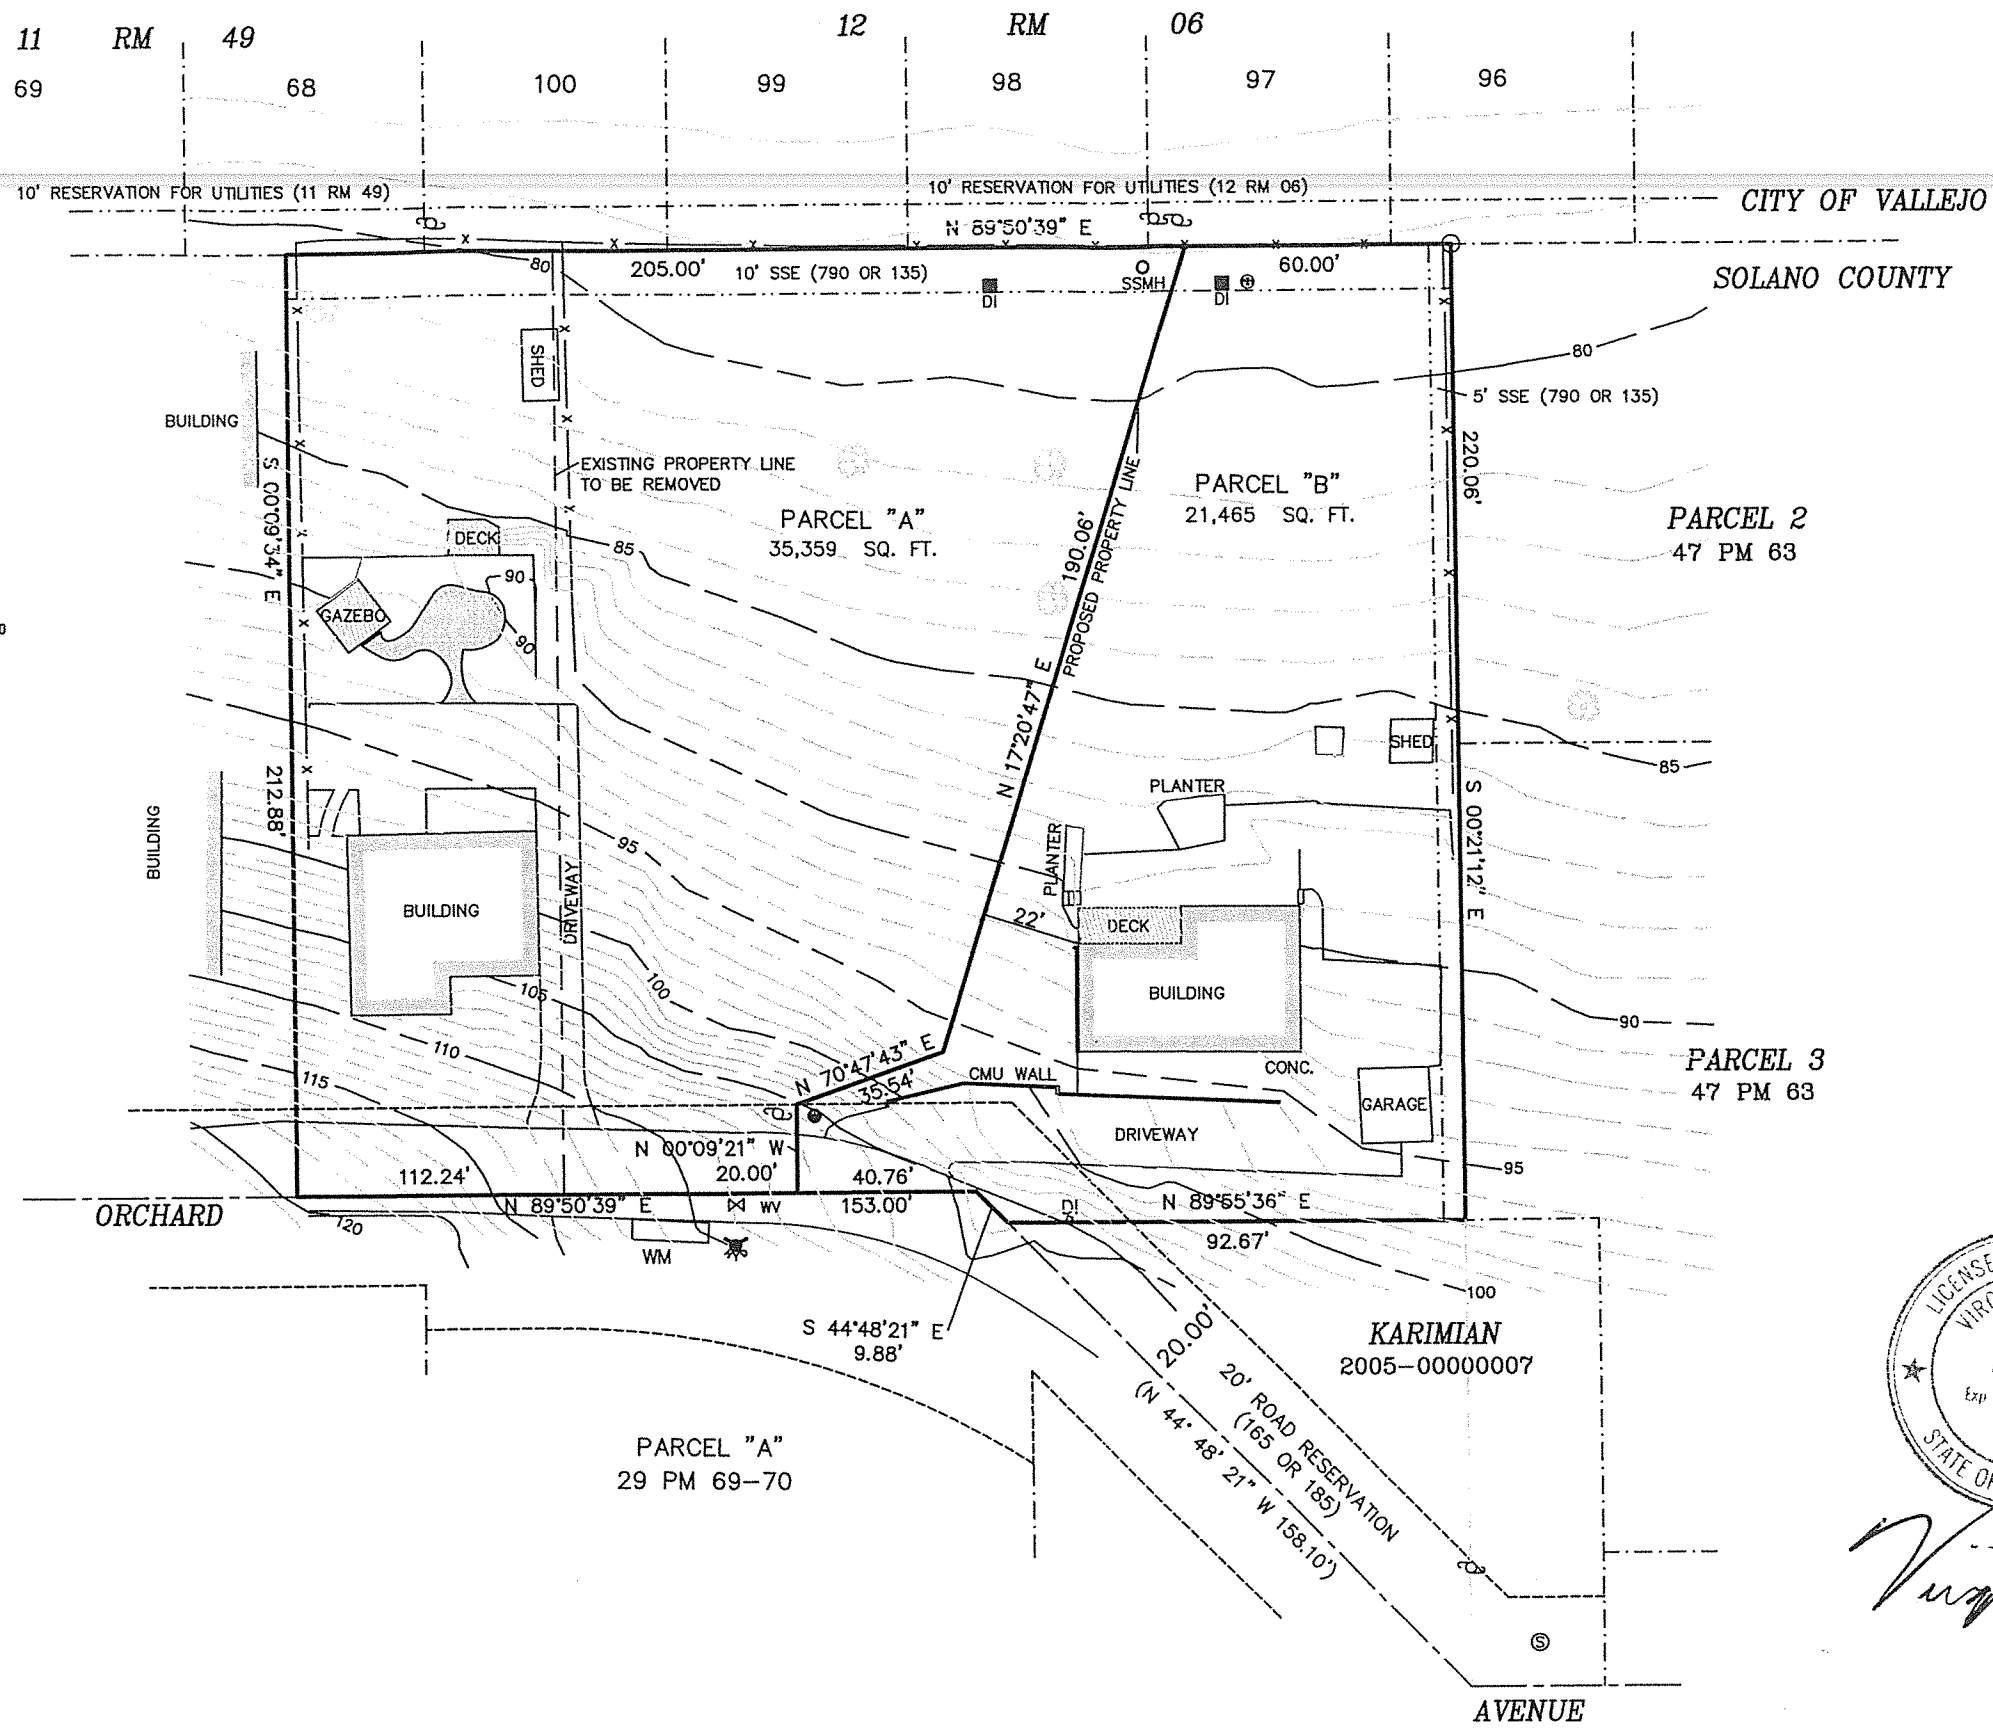 11 RM 49
12 RM 06
69
68
100
99
98
97
96
10' RESERVATION FOR UTILITIES (11 RM 49)
10' RESERVATION FOR UTILITIES (12 RM 06)
CITY OF VALLEJO
N 89°50'39" E
SOLANO COUNTY
80
205.00'
10' SSE (790 OR 135)
SSMH
60.00'
DI
DI
SHED
80
5' SSE (790 OR 135)
BUILDING
S 00°09'34" E
212.88'
EXISTING PROPERTY LINE
TO BE REMOVED
PARCEL "A"
35,359 SQ. FT.
PARCEL "B"
21,465 SQ. FT.
220.06'
S 00°21'12" E
PARCEL 2
47 PM 63
DECK
85
90
90
GAZEBO
190.06'
N 17°20'47" E
PROPOSED PROPERTY LINE
SHED
85
PLANTER
PLANTER
BUILDING
95
BUILDING
DRIVEWAY
22'
DECK
BUILDING
100
105
110
115
90
PARCEL 3
47 PM 63
N 70°47'43" E
35.54'
CMU WALL
CONC.
GARAGE
DRIVEWAY
N 00°09'21" W
20.00'
112.24'
40.76'
95
ORCHARD
120
N 89°50'39" E
WV
153.00'
DI
N 89°55'36" E
92.67'
WM
100
S 44°48'21" E
9.88'
20.00'
KARIMIAN
2005-00000007
20' ROAD RESERVATION
(165 OR 185)
(N 44° 48' 21" W 158.10')
PARCEL "A"
29 PM 69-70
LICENSE
VIR
Exp
STATE OF
S
AVENUE